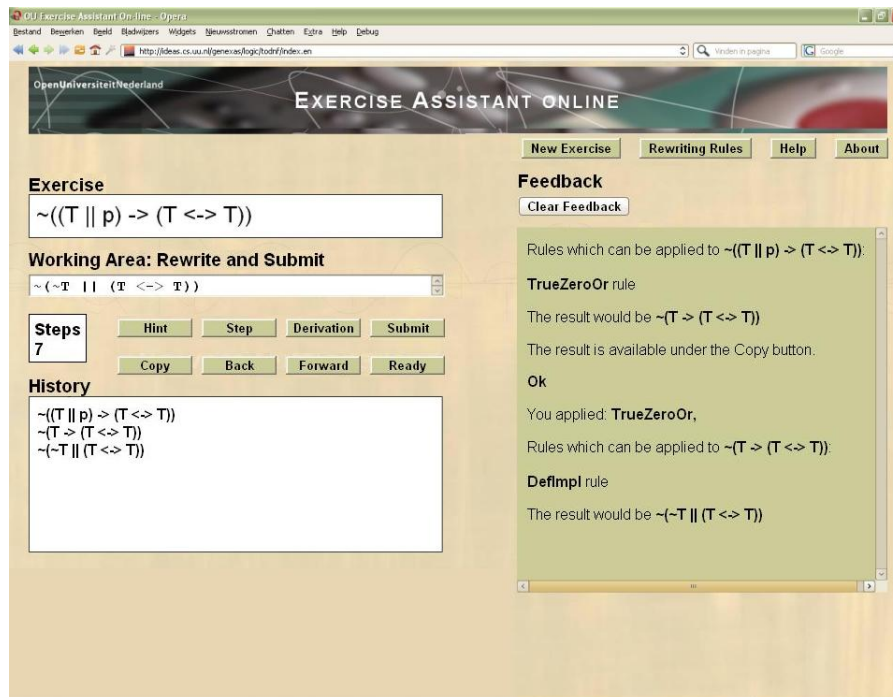 OU Exercise Assistant On-line - Opera
Bestand Bewerken Beeld Bladwijzers Widgets Nieuwsstromen Chatten Extra Help Debug
http://ideas.cs.uu.nl/genexas/logic/todnf/index.en
Vinden in pagina
Google
OpenUniversiteitNederland
EXERCISE ASSISTANT ONLINE
New Exercise Rewriting Rules Help About
Exercise
~((T || p) -> (T <-> T))
Working Area: Rewrite and Submit
~(~T || (T <-> T))
Steps
7
Hint Step Derivation Submit
Copy Back Forward Ready
History
~((T || p) -> (T <-> T))
~(T -> (T <-> T))
~(~T || (T <-> T))
Feedback
Clear Feedback
Rules which can be applied to ~((T || p) -> (T <-> T)):
TrueZeroOr rule
The result would be ~(T -> (T <-> T))
The result is available under the Copy button.
Ok
You applied: TrueZeroOr,
Rules which can be applied to ~(T -> (T <-> T)):
DefImpl rule
The result would be ~(~T || (T <-> T))